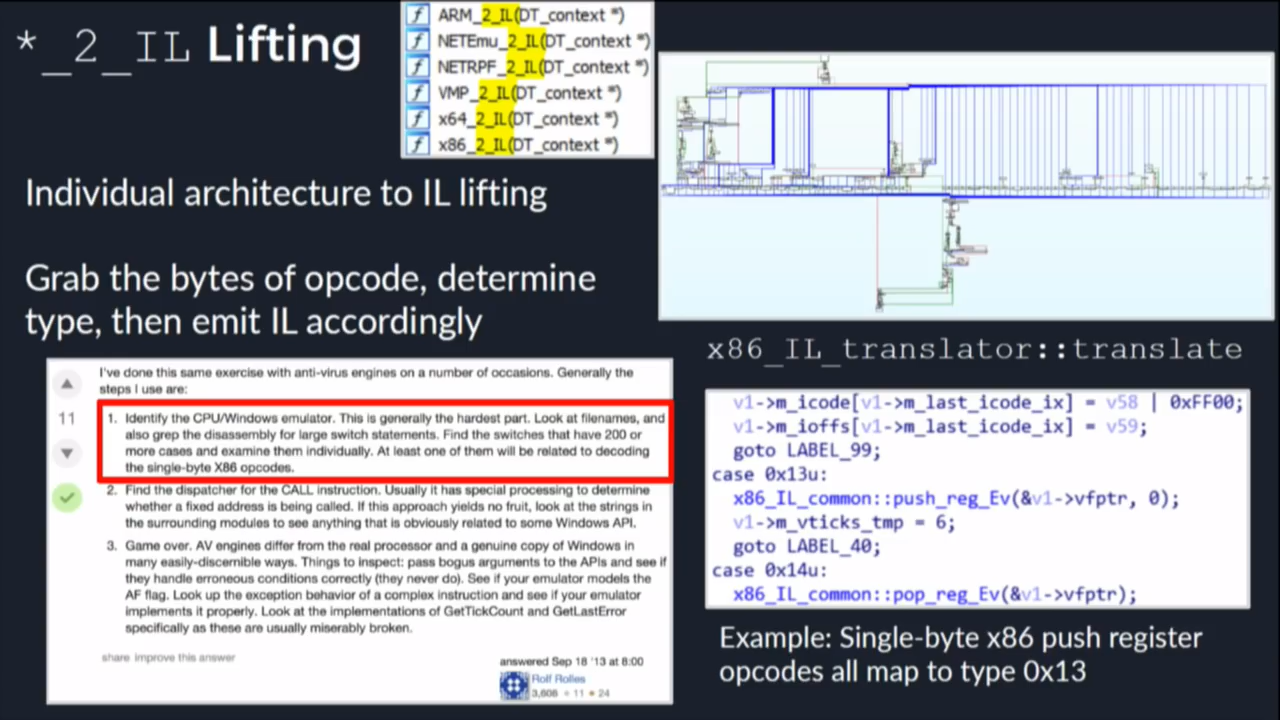 *_2_IL Lifting
ARM_2_IL(DT_context *)
NETEmu_2_IL(DT_context *)
NETRPF_2_IL(DT_context *)
VMP_2_IL(DT_context *)
x64_2_IL(DT_context *)
x86_2_IL(DT_context *)
Individual architecture to IL lifting
Grab the bytes of opcode, determine
type, then emit IL accordingly
I've done this same exercise with anti-virus engines on a number of occasions. Generally the
steps I use are:
11
1. Identify the CPU/Windows emulator. This is generally the hardest part. Look at filenames, and
also grep the disassembly for large switch statements. Find the switches that have 200 or
more cases and examine them individually. At least one of them will be related to decoding
the single-byte X86 opcodes.
2. Find the dispatcher for the CALL instruction. Usually it has special processing to determine
whether a fixed address is being called. If this approach yields no fruit, look at the strings in
the surrounding modules to see anything that is obviously related to some Windows API.
3. Game over. AV engines differ from the real processor and a genuine copy of Windows in
many easily-discernible ways. Things to inspect: pass bogus arguments to the APIs and see if
they handle erroneous conditions correctly (they never do). See if your emulator models the
AF flag. Look up the exception behavior of a complex instruction and see if your emulator
implements it properly. Look at the implementations of GetTickCount and GetLastError
specifically as these are usually miserably broken.
share improve this answer
answered Sep 18 '13 at 8:00
Rolf Rolles
3,606 11 24
x86_IL_translator::translate
v1->m_icode[v1->m_last_icode_ix] = v58 | 0xFF00;
v1->m_ioffs[v1->m_last_icode_ix] = v59;
goto LABEL_99;
case 0x13u:
x86_IL_common::push_reg_Ev(&v1->vfptr, 0);
v1->m_vticks_tmp = 6;
goto LABEL_40;
case 0x14u:
x86_IL_common::pop_reg_Ev(&v1->vfptr);
Example: Single-byte x86 push register
opcodes all map to type 0x13